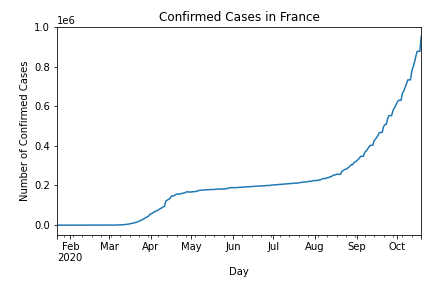 Confirmed Cases in France
1e6
1.0
0.8
0.6
0.4
0.2
0.0
Number of Confirmed Cases
Feb Mar Apr May Jun Jul Aug Sep Oct
2020
Day